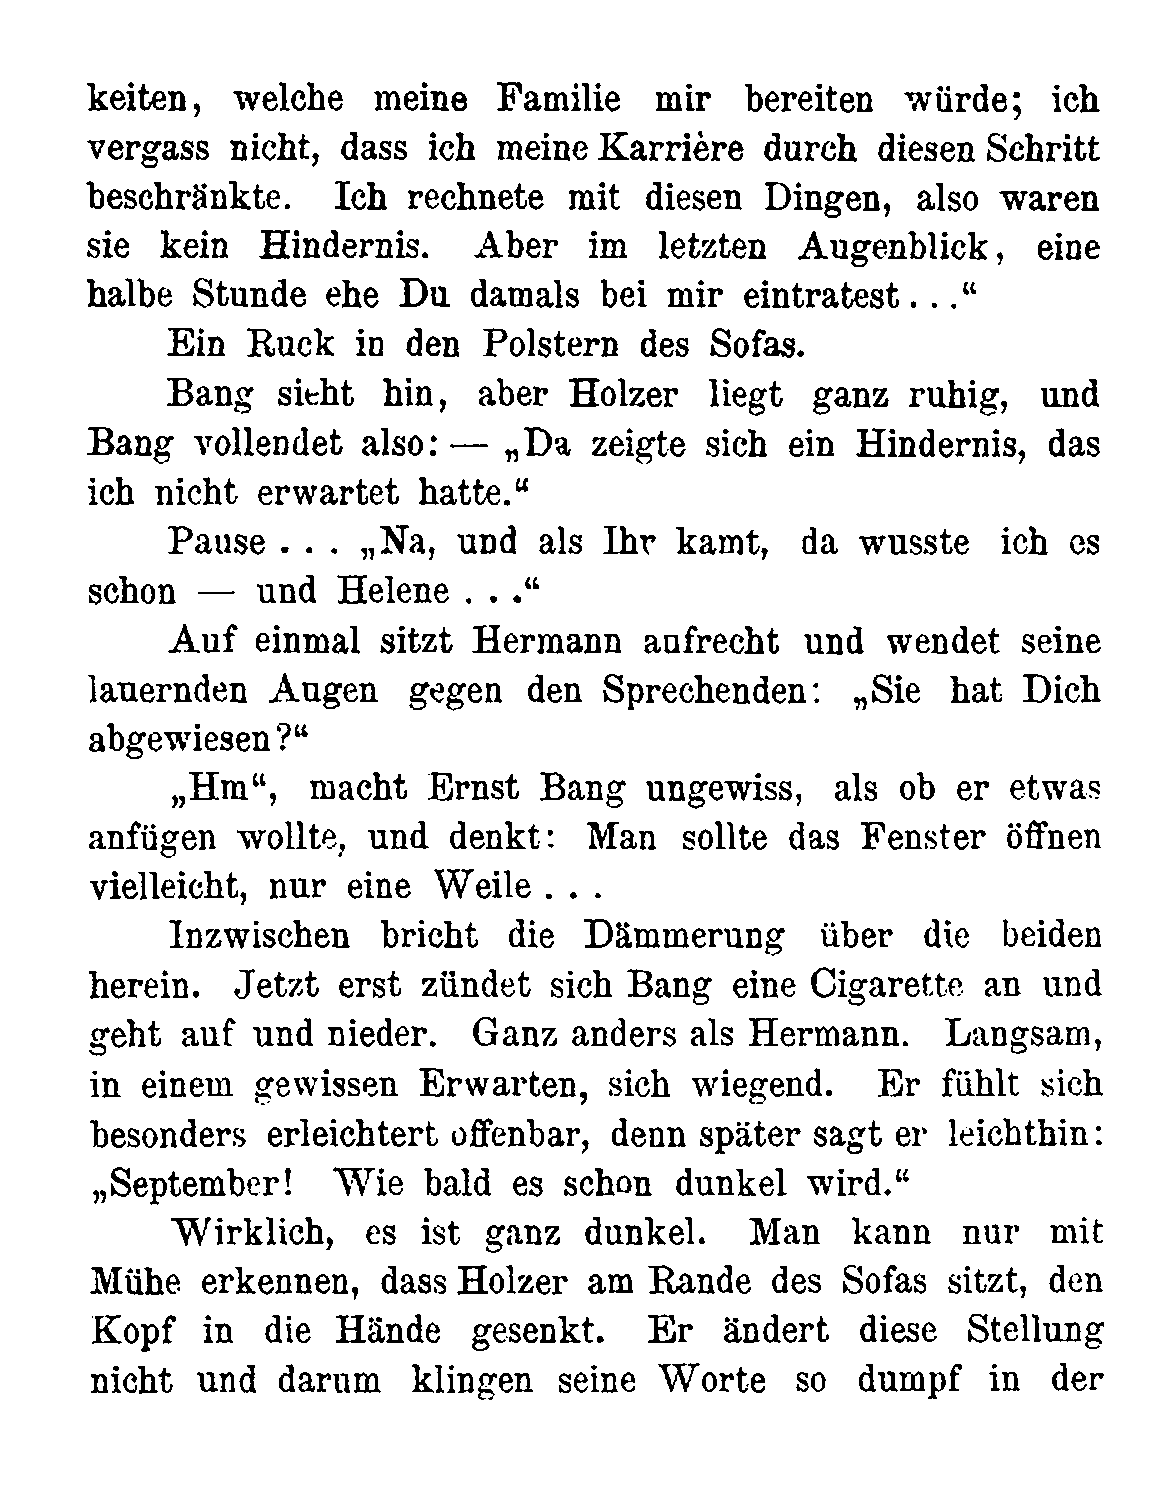 keiten, welche meine Familie mir bereiten würde; ich
vergass nicht, dass ich meine Karrière durch diesen Schritt
beschränkte. Ich rechnete mit diesen Dingen, also waren
sie kein Hindernis. Aber im letzten Augenblick, eine
halbe Stunde ehe Du damals bei mir eintratest . . .“
Ein Ruck in den Polstern des Sofas.
Bang sieht hin, aber Holzer liegt ganz ruhig, und
Bang vollendet also: — „Da zeigte sich ein Hindernis, das
ich nicht erwartet hatte.“
Pause . . . „Na, und als Ihr kamt, da wusste ich es
schon — und Helene . . .“
Auf einmal sitzt Hermann aufrecht und wendet seine
lauernden Augen gegen den Sprechenden: „Sie hat Dich
abgewiesen?“
„Hm“, macht Ernst Bang ungewiss, als ob er etwas
anfügen wollte, und denkt: Man sollte das Fenster öffnen
vielleicht, nur eine Weile . . .
Inzwischen bricht die Dämmerung über die beiden
herein. Jetzt erst zündet sich Bang eine Cigarette an und
geht auf und nieder. Ganz anders als Hermann. Langsam,
in einem gewissen Erwarten, sich wiegend. Er fühlt sich
besonders erleichtert offenbar, denn später sagt er leichthin:
„September! Wie bald es schon dunkel wird.“
Wirklich, es ist ganz dunkel. Man kann nur mit
Mühe erkennen, dass Holzer am Rande des Sofas sitzt, den
Kopf in die Hände gesenkt. Er ändert diese Stellung
nicht und darum klingen seine Worte so dumpf in der